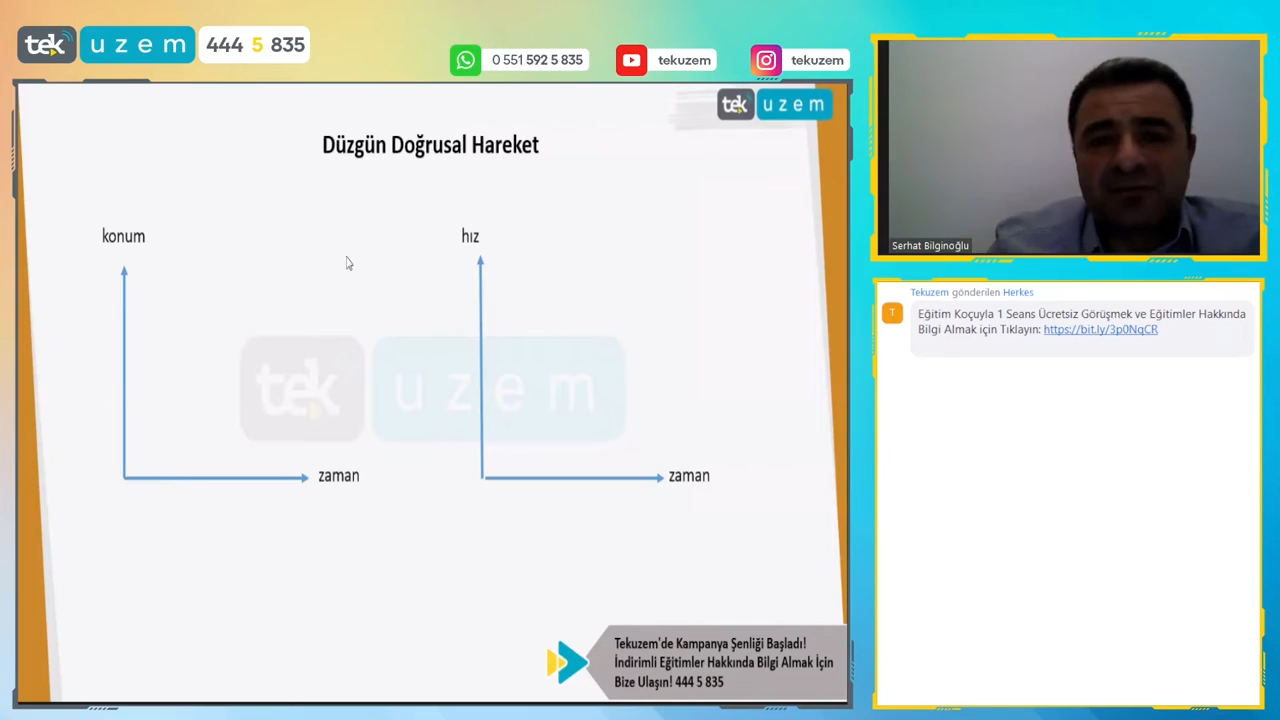 tek uzem 444 5 835
0 551 592 5 835
tekuzem
tekuzem
tek uzem
Düzgün Doğrusal Hareket
konum
hız
tek uzem
zaman
zaman
Tekuzem'de Kampanya Şenliği Başladı!
İndirimli Eğitimler Hakkında Bilgi Almak İçin
Bize Ulaşın! 444 5 835
Serhat Bilginoğlu
Tekuzem gönderilen Herkes
T
Eğitim Koçuyla 1 Seans Ücretsiz Görüşmek ve Eğitimler Hakkında
Bilgi Almak için Tıklayın: https://bit.ly/3p0NqCR